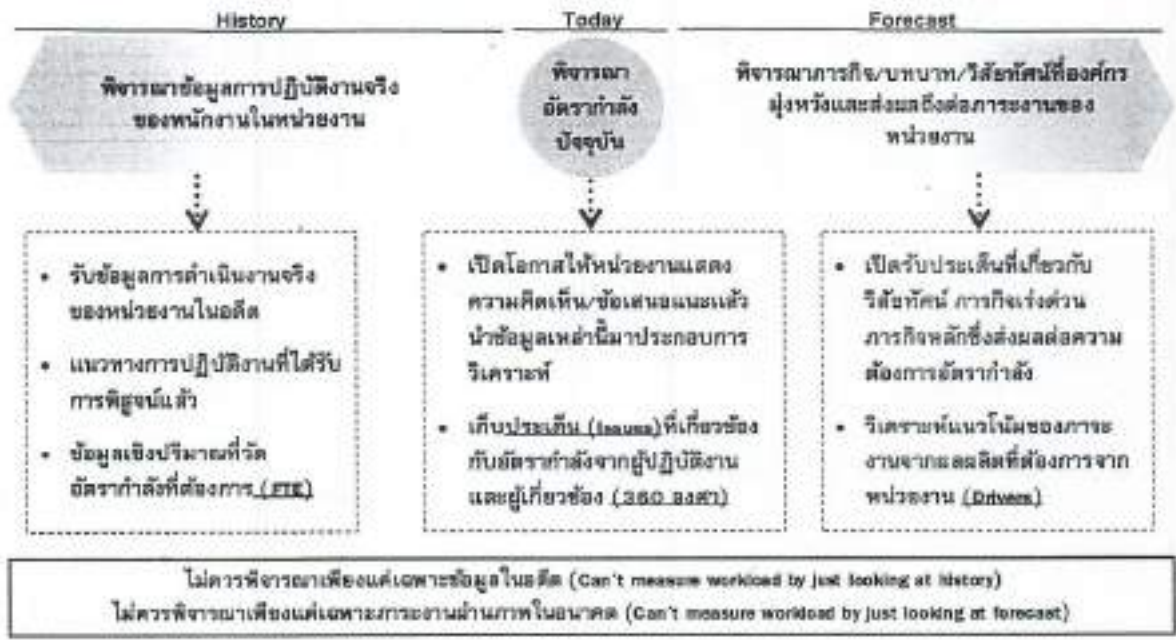 History
Today
Forecast
พิจารณาข้อมูลการปฏิบัติงานจริง
ของพนักงานในหน่วยงาน
พิจารณา
อัตรากำลัง
ปัจจุบัน
พิจารณาภารกิจ/บทบาท/วิสัยทัศน์ที่องค์กร
มุ่งหวังและส่งผลถึงต่อภาระงานของ
หน่วยงาน
• รับข้อมูลการดำเนินงานจริง
ของหน่วยงานในอดีต
• แนวทางการปฏิบัติงานที่ได้รับ
การพิสูจน์แล้ว
• ข้อมูลเชิงปริมาณที่วัด
อัตรากำลังที่ต้องการ (FTE)
• เปิดโอกาสให้หน่วยงานแสดง
ความคิดเห็น/ข้อเสนอแนะแล้ว
นำข้อมูลเหล่านี้มาประกอบการ
วิเคราะห์
• เก็บประเด็น (Issues) ที่เกี่ยวข้อง
กับอัตรากำลังจากผู้ปฏิบัติงาน
และผู้เกี่ยวข้อง (360 องศา)
• เปิดรับประเด็นที่เกี่ยวกับ
วิสัยทัศน์ ภารกิจเร่งด่วน
ภารกิจหลักซึ่งส่งผลต่อความ
ต้องการอัตรากำลัง
• วิเคราะห์แนวโน้มของภาระ
งานจากผลผลิตที่ต้องการจาก
หน่วยงาน (Drivers)
ไม่ควรพิจารณาเพียงแค่เฉพาะข้อมูลในอดีต (Can't measure workload by just looking at history)
ไม่ควรพิจารณาเพียงแค่เฉพาะภาระงานผ่านภาพในอนาคต (Can't measure workload by just looking at forecast)